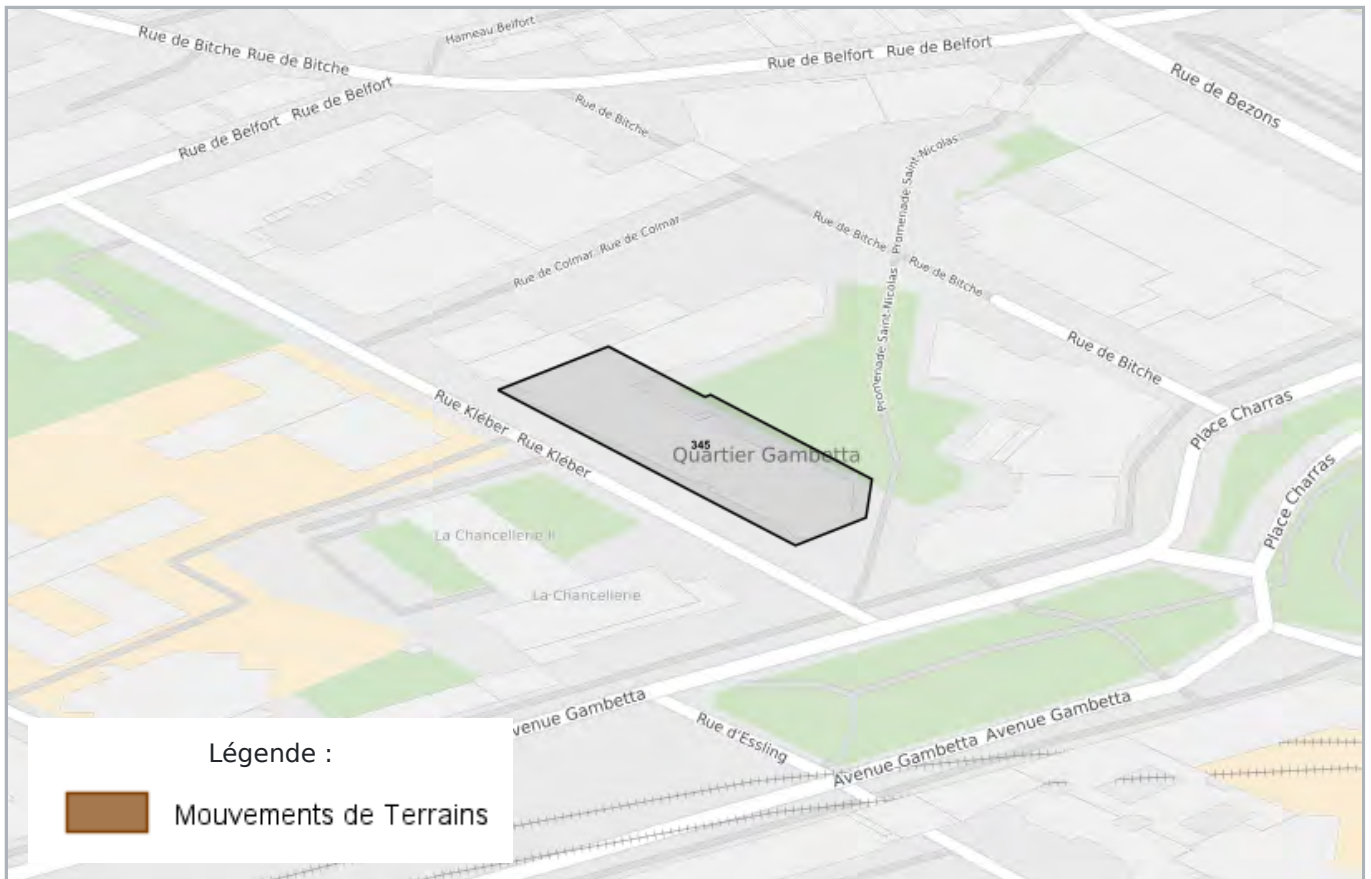 Hameau Belfort
Rue de Bitche Rue de Bitche
Rue de Belfort Rue de Belfort
Rue de Belfort Rue de Belfort
Rue de Bezons
Rue de Bitche
Promenade Saint-Nicolas Promenade Saint-Nicolas
Rue de Colmar Rue de Colmar
Rue de Bitche
Rue de Bitche
Rue de Bitche
Place Charras
Place Charras
Rue Kléber Rue Kléber
345
Quartier Gambetta
La Chancellerie II
La Chancellerie
venue Gambetta
Rue d'Essling
Avenue Gambetta Avenue Gambetta
Légende :
Mouvements de Terrains